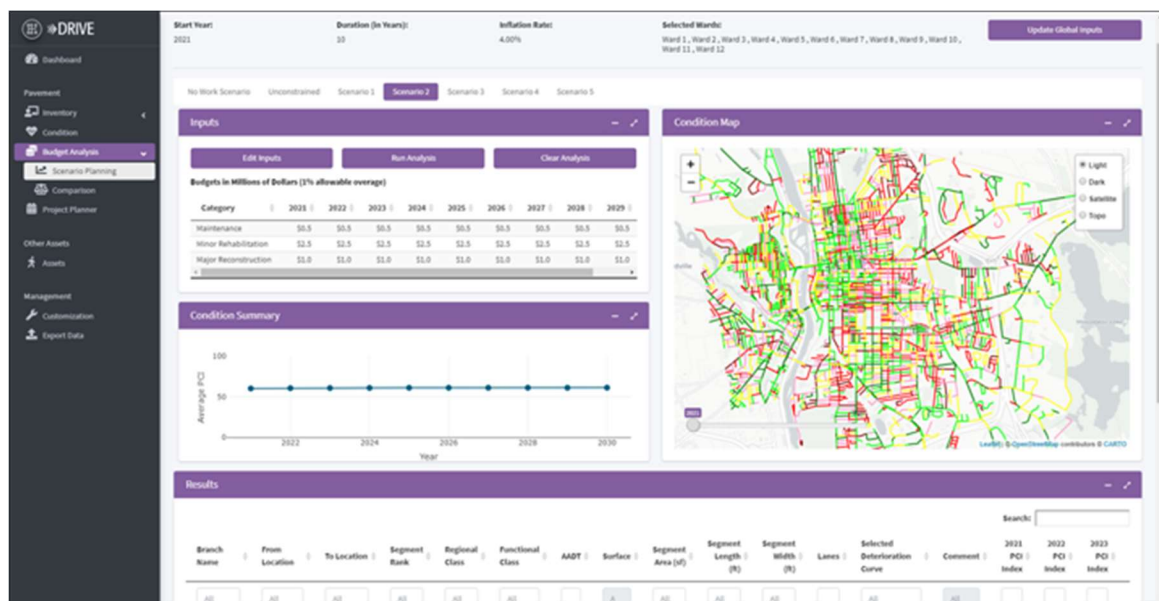 DRIVE
Dashboard
Pavement
Inventory
Condition
Budget Analysis
Scenario Planning
Comparison
Project Planner
Other Assets
Assets
Management
Customization
Export Data
Start Year: Duration (in Years): Inflation Rate: Selected Wards:
2021 10 4.00% Ward 1 , Ward 2 , Ward 3 , Ward 4 , Ward 5 , Ward 6 , Ward 7 , Ward 8 , Ward 9 , Ward 10 ,
Ward 11 , Ward 12
Update Global Inputs
No Work Scenario Unconstrained Scenario 1 Scenario 2 Scenario 3 Scenario 4 Scenario 5
Inputs
Edit Inputs Run Analysis Clear Analysis
Budgets in Millions of Dollars (1% allowable overage)
Category 2021 2022 2023 2024 2025 2026 2027 2028 2029
Maintenance $0.5 $0.5 $0.5 $0.5 $0.5 $0.5 $0.5 $0.5 $0.5
Minor Rehabilitation $2.5 $2.5 $2.5 $2.5 $2.5 $2.5 $2.5 $2.5 $2.5
Major Reconstruction $1.0 $1.0 $1.0 $1.0 $1.0 $1.0 $1.0 $1.0 $1.0
Condition Summary
100
50
0
Average PCI
2022 2024 2026 2028 2030
Year
Condition Map
+
−
Light
Dark
Satellite
Topo
2021
Leaflet | © OpenStreetMap contributors © CARTO
Results
Search:
Branch Name From Location To Location Segment Rank Regional Class Functional Class AADT Surface Segment Area (sf) Segment Length (ft) Segment Width (ft) Lanes Selected Deterioration Curve Comment 2021 PCI Index 2022 PCI Index 2023 PCI Index
All All All All All All A All All All All All